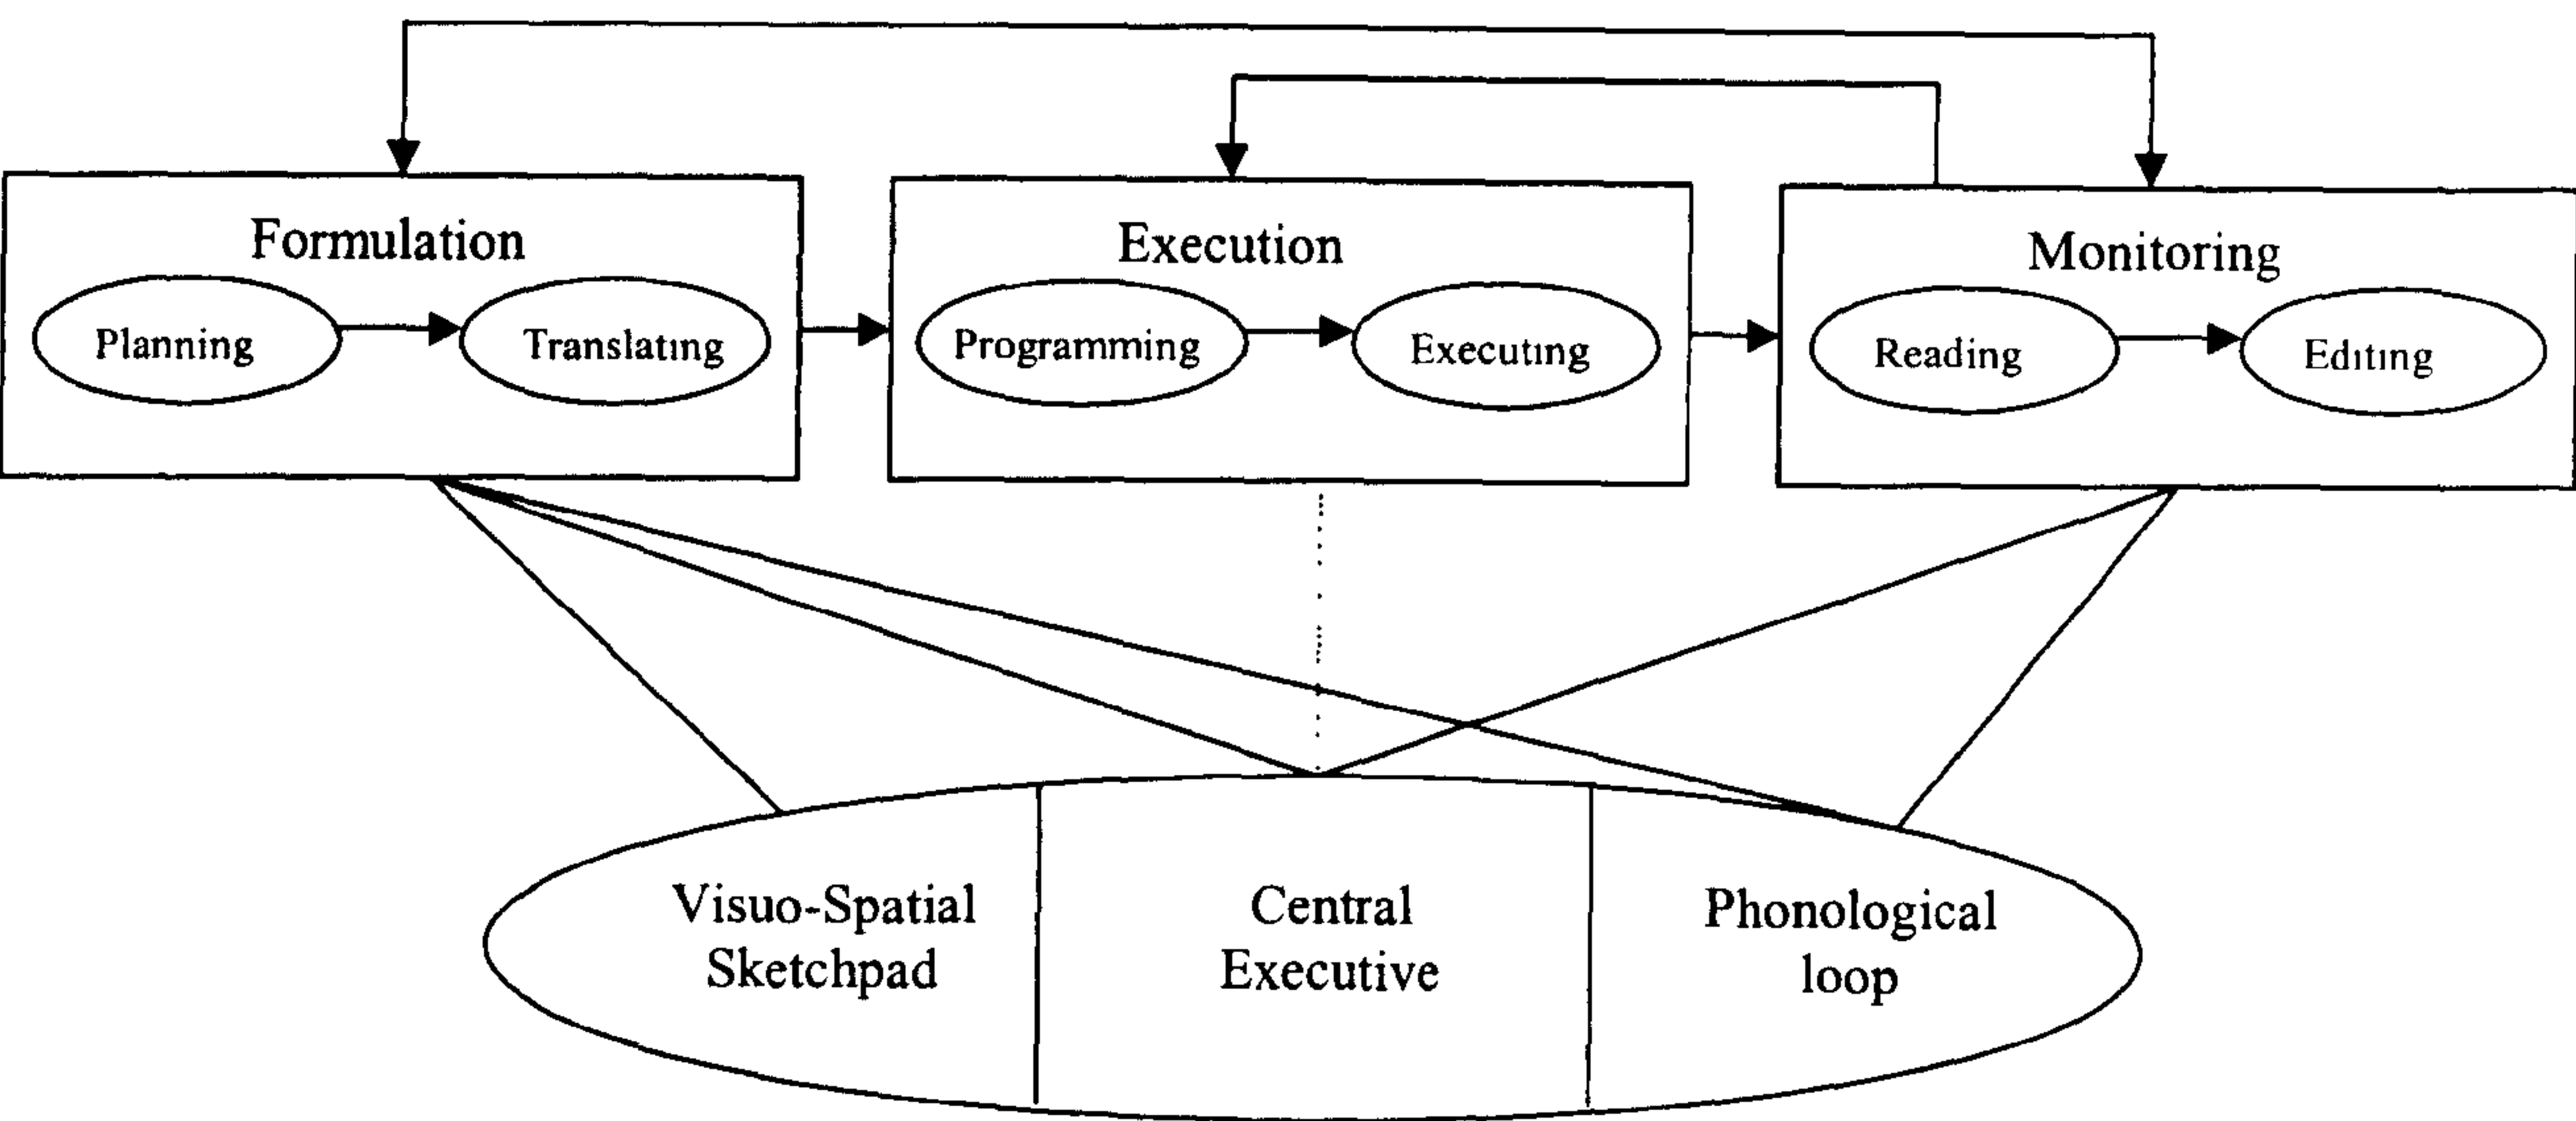 Formulation
Planning
Translating
Execution
Programming
Executing
Monitoring
Reading
Editing
Visuo-Spatial
Sketchpad
Central
Executive
Phonological
loop